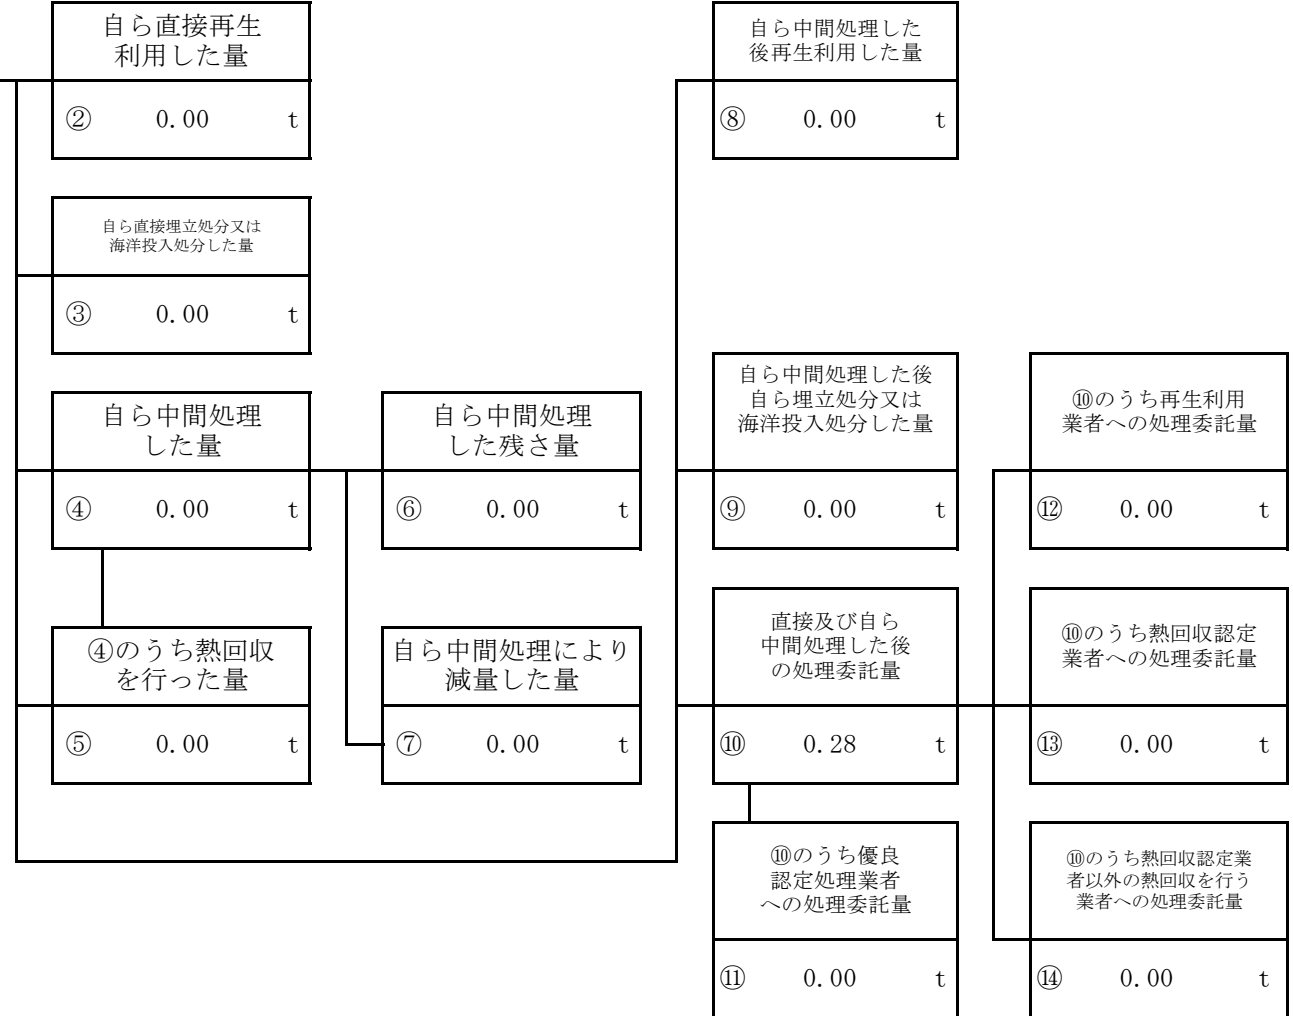 自ら直接再生
利用した量
② 0.00 t
自ら直接埋立処分又は
海洋投入処分した量
③ 0.00 t
自ら中間処理
した量
④ 0.00 t
④のうち熱回収
を行った量
⑤ 0.00 t
自ら中間処理
した残さ量
⑥ 0.00 t
自ら中間処理により
減量した量
⑦ 0.00 t
自ら中間処理した
後再生利用した量
⑧ 0.00 t
自ら中間処理した後
自ら埋立処分又は
海洋投入処分した量
⑨ 0.00 t
直接及び自ら
中間処理した後
の処理委託量
⑩ 0.28 t
⑩のうち優良
認定処理業者
への処理委託量
⑪ 0.00 t
⑩のうち再生利用
業者への処理委託量
⑫ 0.00 t
⑩のうち熱回収認定
業者への処理委託量
⑬ 0.00 t
⑩のうち熱回収認定業
者以外の熱回収を行う
業者への処理委託量
⑭ 0.00 t